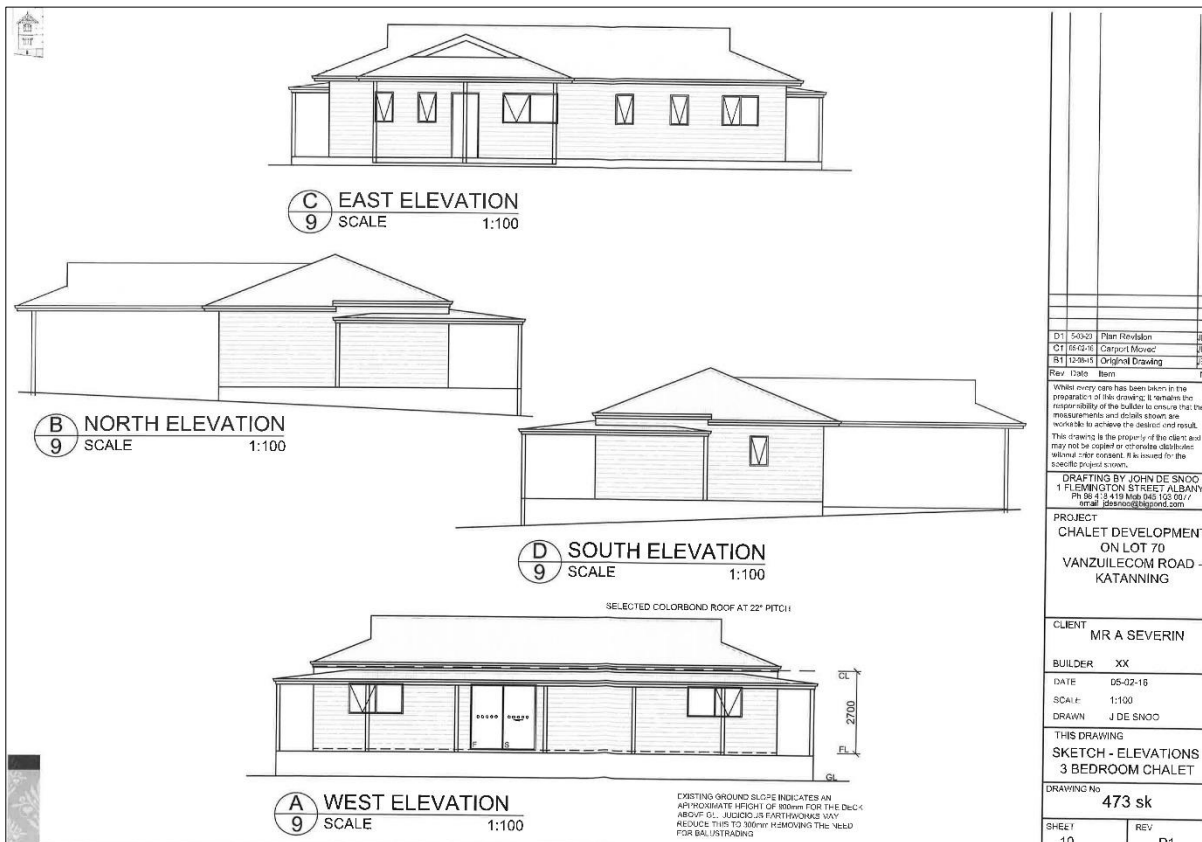 C
9
EAST ELEVATION
SCALE 1:100
B
9
NORTH ELEVATION
SCALE 1:100
D
9
SOUTH ELEVATION
SCALE 1:100
SELECTED COLORBOND ROOF AT 22° PITCH
CL
2700
FL
GL
F S
A
9
WEST ELEVATION
SCALE 1:100
EXISTING GROUND SLOPE INDICATES AN
APPROXIMATE HEIGHT OF 900mm FOR THE DECK
ABOVE GL. JUDICIOUS EARTHWORKS MAY
REDUCE THIS TO 300mm REMOVING THE NEED
FOR BALUSTRADING
D1 5-03-20 Plan Revision
C1 05-02-16 Carport Moved
B1 12-08-15 Original Drawing
Rev Date Item
Whilst every care has been taken in the
preparation of this drawing; it remains the
responsibility of the builder to ensure that the
measurements and details shown are
workable to achieve the desired end result.
This drawing is the property of the client and
may not be copied or otherwise distributed
without prior consent. It is issued for the
specific project shown.
DRAFTING BY JOHN DE SNOO
1 FLEMINGTON STREET ALBANY
email jdesnoo@bigpond.com
PROJECT
CHALET DEVELOPMENT
ON LOT 70
VANZUILECOM ROAD -
KATANNING
CLIENT
MR A SEVERIN
BUILDER XX
DATE 05-02-16
SCALE 1:100
DRAWN J DE SNOO
THIS DRAWING
SKETCH - ELEVATIONS
3 BEDROOM CHALET
DRAWING No
473 sk
SHEET REV
10 D1